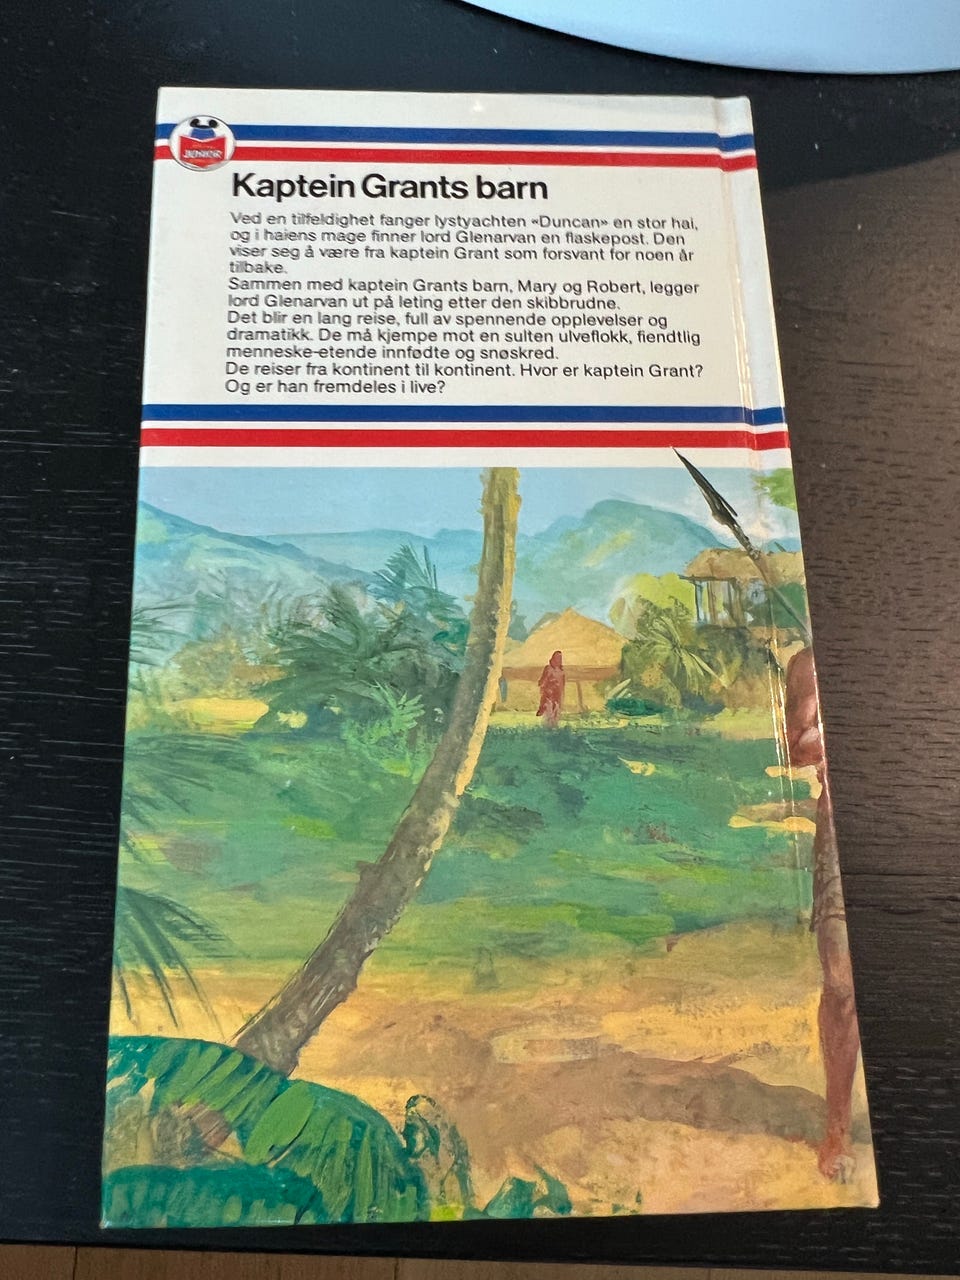 JUNIOR
Kaptein Grants barn
Ved en tilfeldighet fanger lystyachten «Duncan» en stor hai,
og i haiens mage finner lord Glenarvan en flaskepost. Den
viser seg å være fra kaptein Grant som forsvant for noen år
tilbake.
Sammen med kaptein Grants barn, Mary og Robert, legger
lord Glenarvan ut på leting etter den skibbrudne.
Det blir en lang reise, full av spennende opplevelser og
dramatikk. De må kjempe mot en sulten ulveflokk, fiendtlig
menneske-etende innfødte og snøskred.
De reiser fra kontinent til kontinent. Hvor er kaptein Grant?
Og er han fremdeles i live?